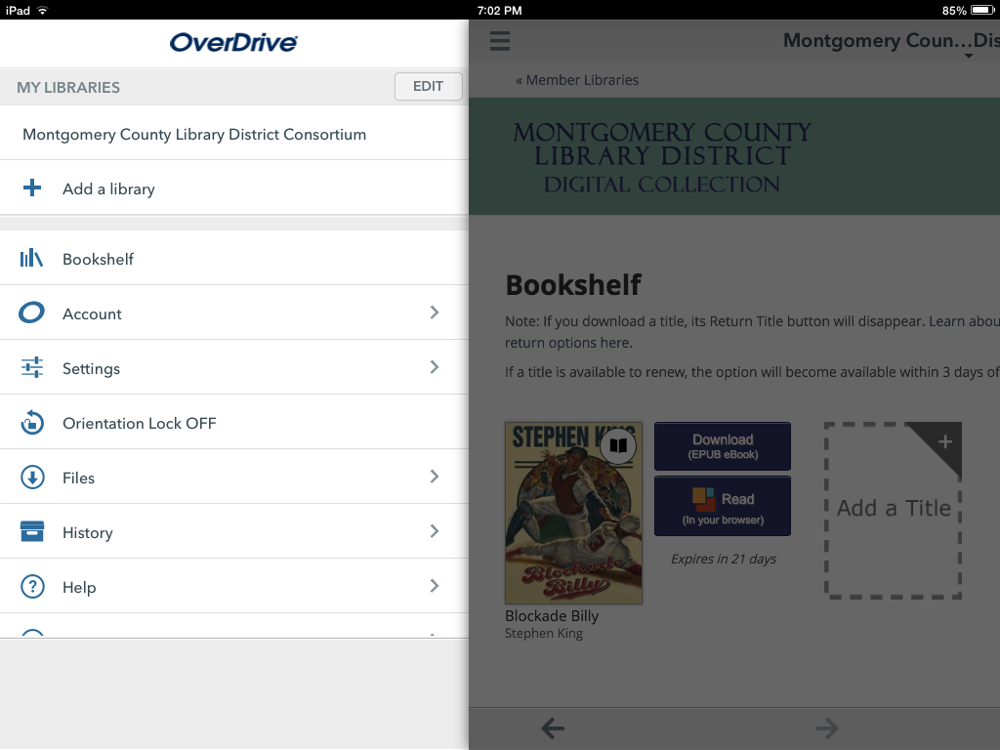 iPad
7:02 PM
85%
OverDrive
MY LIBRARIES
EDIT
Montgomery County Library District Consortium
Add a library
Bookshelf
Account
Settings
Orientation Lock OFF
Files
History
Help
Montgomery Coun...Dis
« Member Libraries
MONTGOMERY COUNTY
LIBRARY DISTRICT
DIGITAL COLLECTION
Bookshelf
Note: If you download a title, its Return Title button will disappear. Learn abou
return options here.
If a title is available to renew, the option will become available within 3 days of
STEPHEN KING
Blockade
Billy
Download
(EPUB eBook)
Read
(In your browser)
Expires in 21 days
Add a Title
Blockade Billy
Stephen King